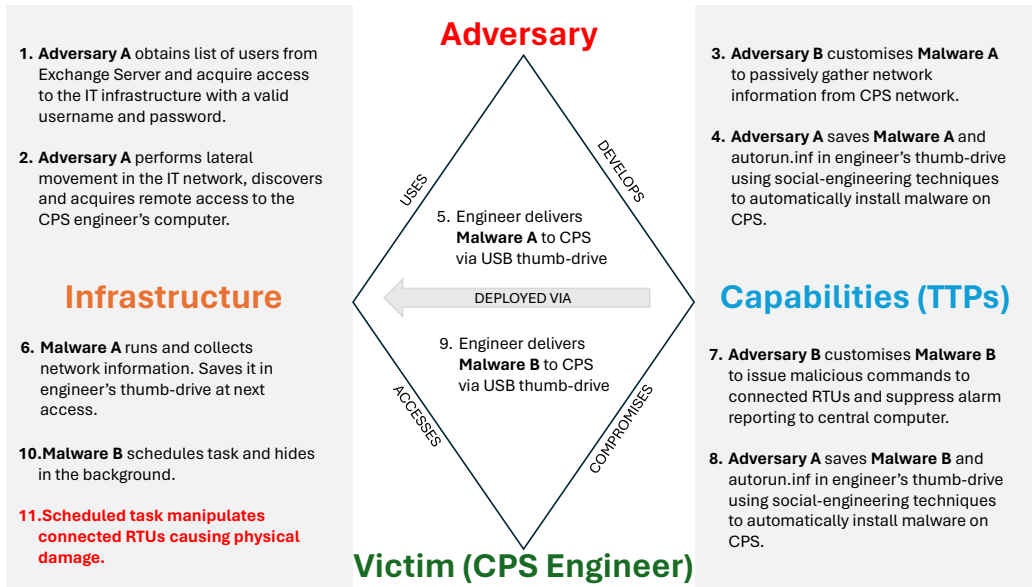 Adversary
1. Adversary A obtains list of users from
Exchange Server and acquire access
to the IT infrastructure with a valid
username and password.
2. Adversary A performs lateral
movement in the IT network, discovers
and acquires remote access to the
CPS engineer's computer.
3. Adversary B customises Malware A
to passively gather network
information from CPS network.
4. Adversary A saves Malware A and
autorun.inf in engineer's thumb-drive
using social-engineering techniques
to automatically install malware on
CPS.
USES
DEVELOPS
5. Engineer delivers
Malware A to CPS
via USB thumb-drive
Infrastructure
DEPLOYED VIA
Capabilities (TTPs)
6. Malware A runs and collects
network information. Saves it in
engineer's thumb-drive at next
access.
10.Malware B schedules task and hides
in the background.
11.Scheduled task manipulates
connected RTUs causing physical
damage.
9. Engineer delivers
Malware B to CPS
via USB thumb-drive
ACCESSES
COMPROMISES
7. Adversary B customises Malware B
to issue malicious commands to
connected RTUs and suppress alarm
reporting to central computer.
8. Adversary A saves Malware B and
autorun.inf in engineer's thumb-drive
using social-engineering techniques
to automatically install malware on
CPS.
Victim (CPS Engineer)